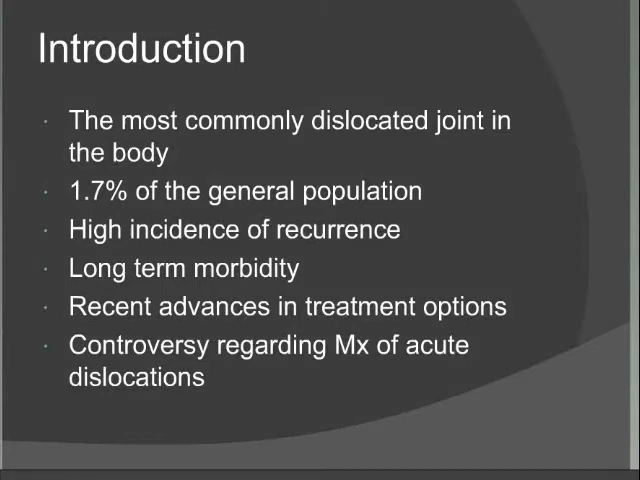 Introduction
· The most commonly dislocated joint in
the body
· 1.7% of the general population
· High incidence of recurrence
· Long term morbidity
· Recent advances in treatment options
· Controversy regarding Mx of acute
dislocations